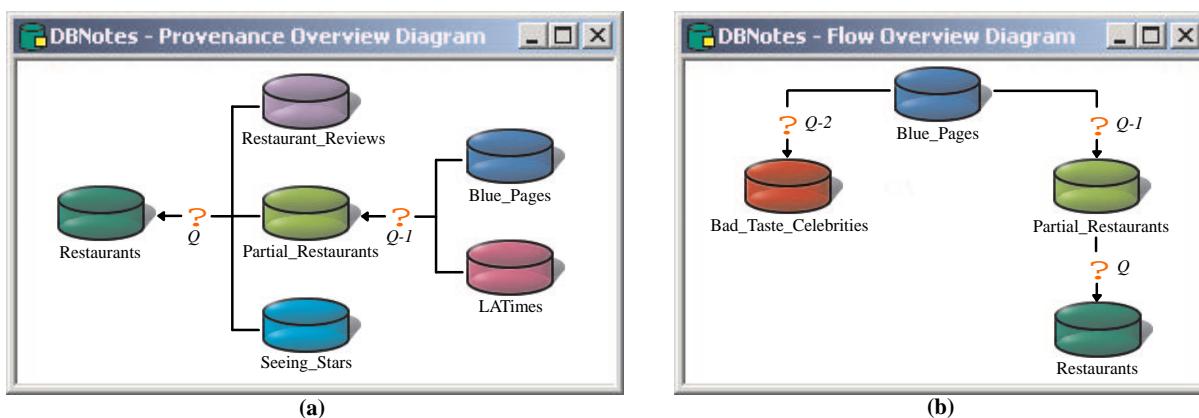 DBNotes - Provenance Overview Diagram
Restaurant_Reviews
Blue_Pages
?
?
Restaurants
Q
Partial_Restaurants
Q-1
LATimes
Seeing_Stars
(a)
DBNotes - Flow Overview Diagram
Blue_Pages
? Q-2
? Q-1
Bad_Taste_Celebrities
Partial_Restaurants
? Q
Restaurants
(b)